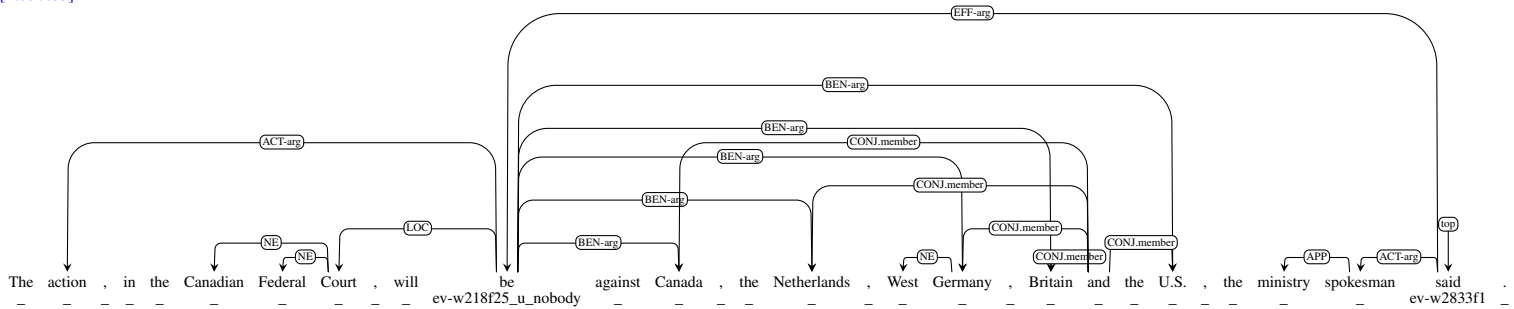 EFF-arg
BEN-arg
BEN-arg
ACT-arg CONJ.member
BEN-arg
CONJ.member
BEN-arg
top
LOC CONJ.member
NE BEN-arg CONJ.member
NE NE CONJ.member APP ACT-arg
The action , in the Canadian Federal Court , will be against Canada , the Netherlands , West Germany , Britain and the U.S. , the ministry spokesman said .
_ _ _ _ _ _ _ _ _ _ ev-w218f25_u_nobody _ _ _ _ _ _ _ _ _ _ _ _ _ _ _ _ _ ev-w2833f1 _